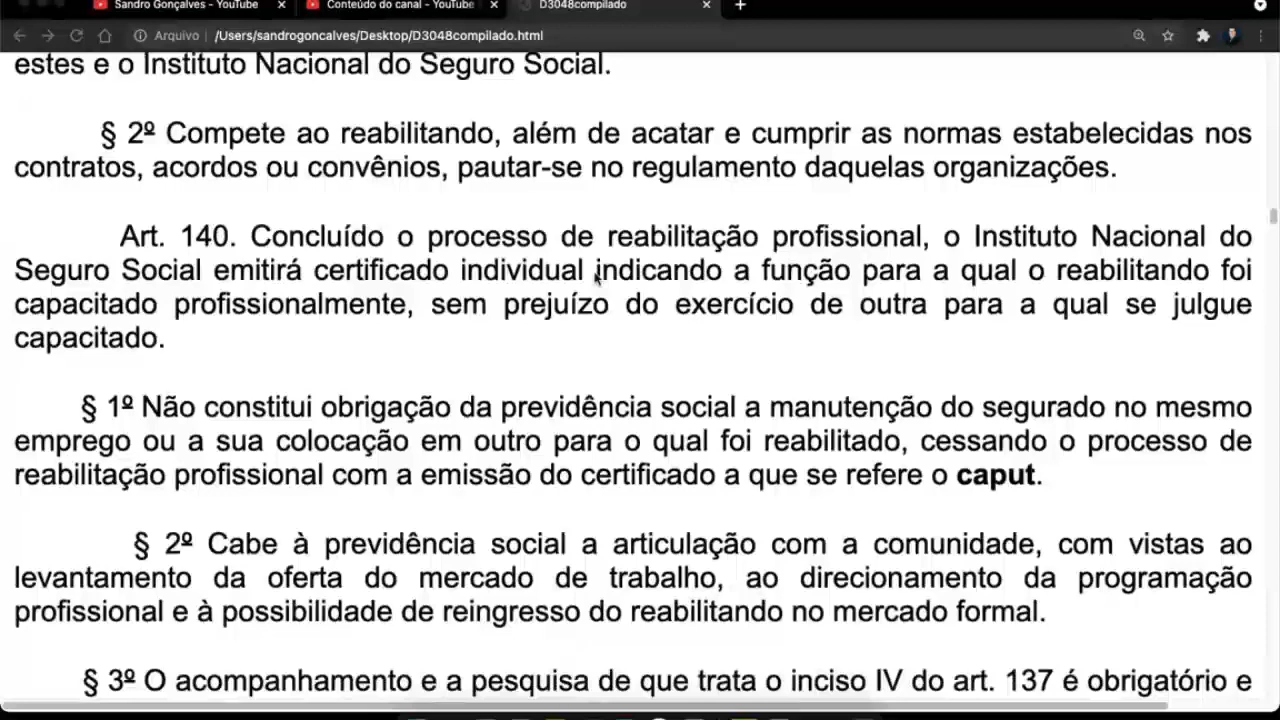 Sandro Gonçalves - YouTube
Conteúdo do canal - YouTube
D3048compilado
Arquivo | /Users/sandrogoncalves/Desktop/D3048compilado.html
estes e o Instituto Nacional do Seguro Social.
§ 2º Compete ao reabilitando, além de acatar e cumprir as normas estabelecidas nos
contratos, acordos ou convênios, pautar-se no regulamento daquelas organizações.
Art. 140. Concluído o processo de reabilitação profissional, o Instituto Nacional do
Seguro Social emitirá certificado individual indicando a função para a qual o reabilitando foi
capacitado profissionalmente, sem prejuízo do exercício de outra para a qual se julgue
capacitado.
§ 1º Não constitui obrigação da previdência social a manutenção do segurado no mesmo
emprego ou a sua colocação em outro para o qual foi reabilitado, cessando o processo de
reabilitação profissional com a emissão do certificado a que se refere o caput.
§ 2º Cabe à previdência social a articulação com a comunidade, com vistas ao
levantamento da oferta do mercado de trabalho, ao direcionamento da programação
profissional e à possibilidade de reingresso do reabilitando no mercado formal.
§ 3º O acompanhamento e a pesquisa de que trata o inciso IV do art. 137 é obrigatório e